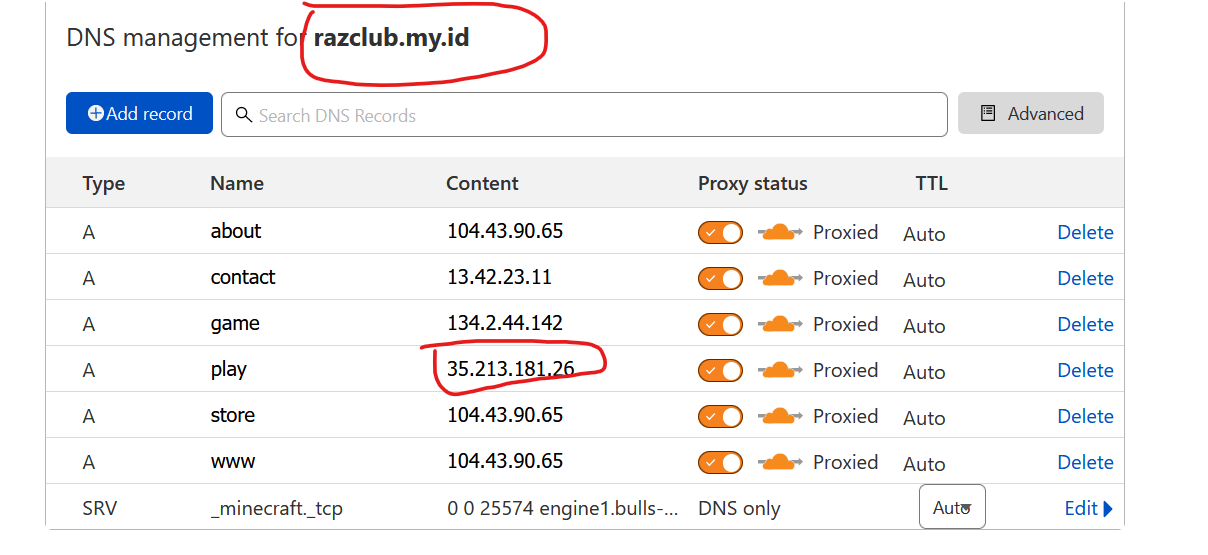 DNS management for razclub.my.id
Add record Search DNS Records Advanced
Type Name Content Proxy status TTL
A about 104.43.90.65 Proxied Auto Delete
A contact 13.42.23.11 Proxied Auto Delete
A game 134.2.44.142 Proxied Auto Delete
A play 35.213.181.26 Proxied Auto Delete
A store 104.43.90.65 Proxied Auto Delete
A www 104.43.90.65 Proxied Auto Delete
SRV _minecraft._tcp 0 0 25574 engine1.bulls-... DNS only Auto Edit